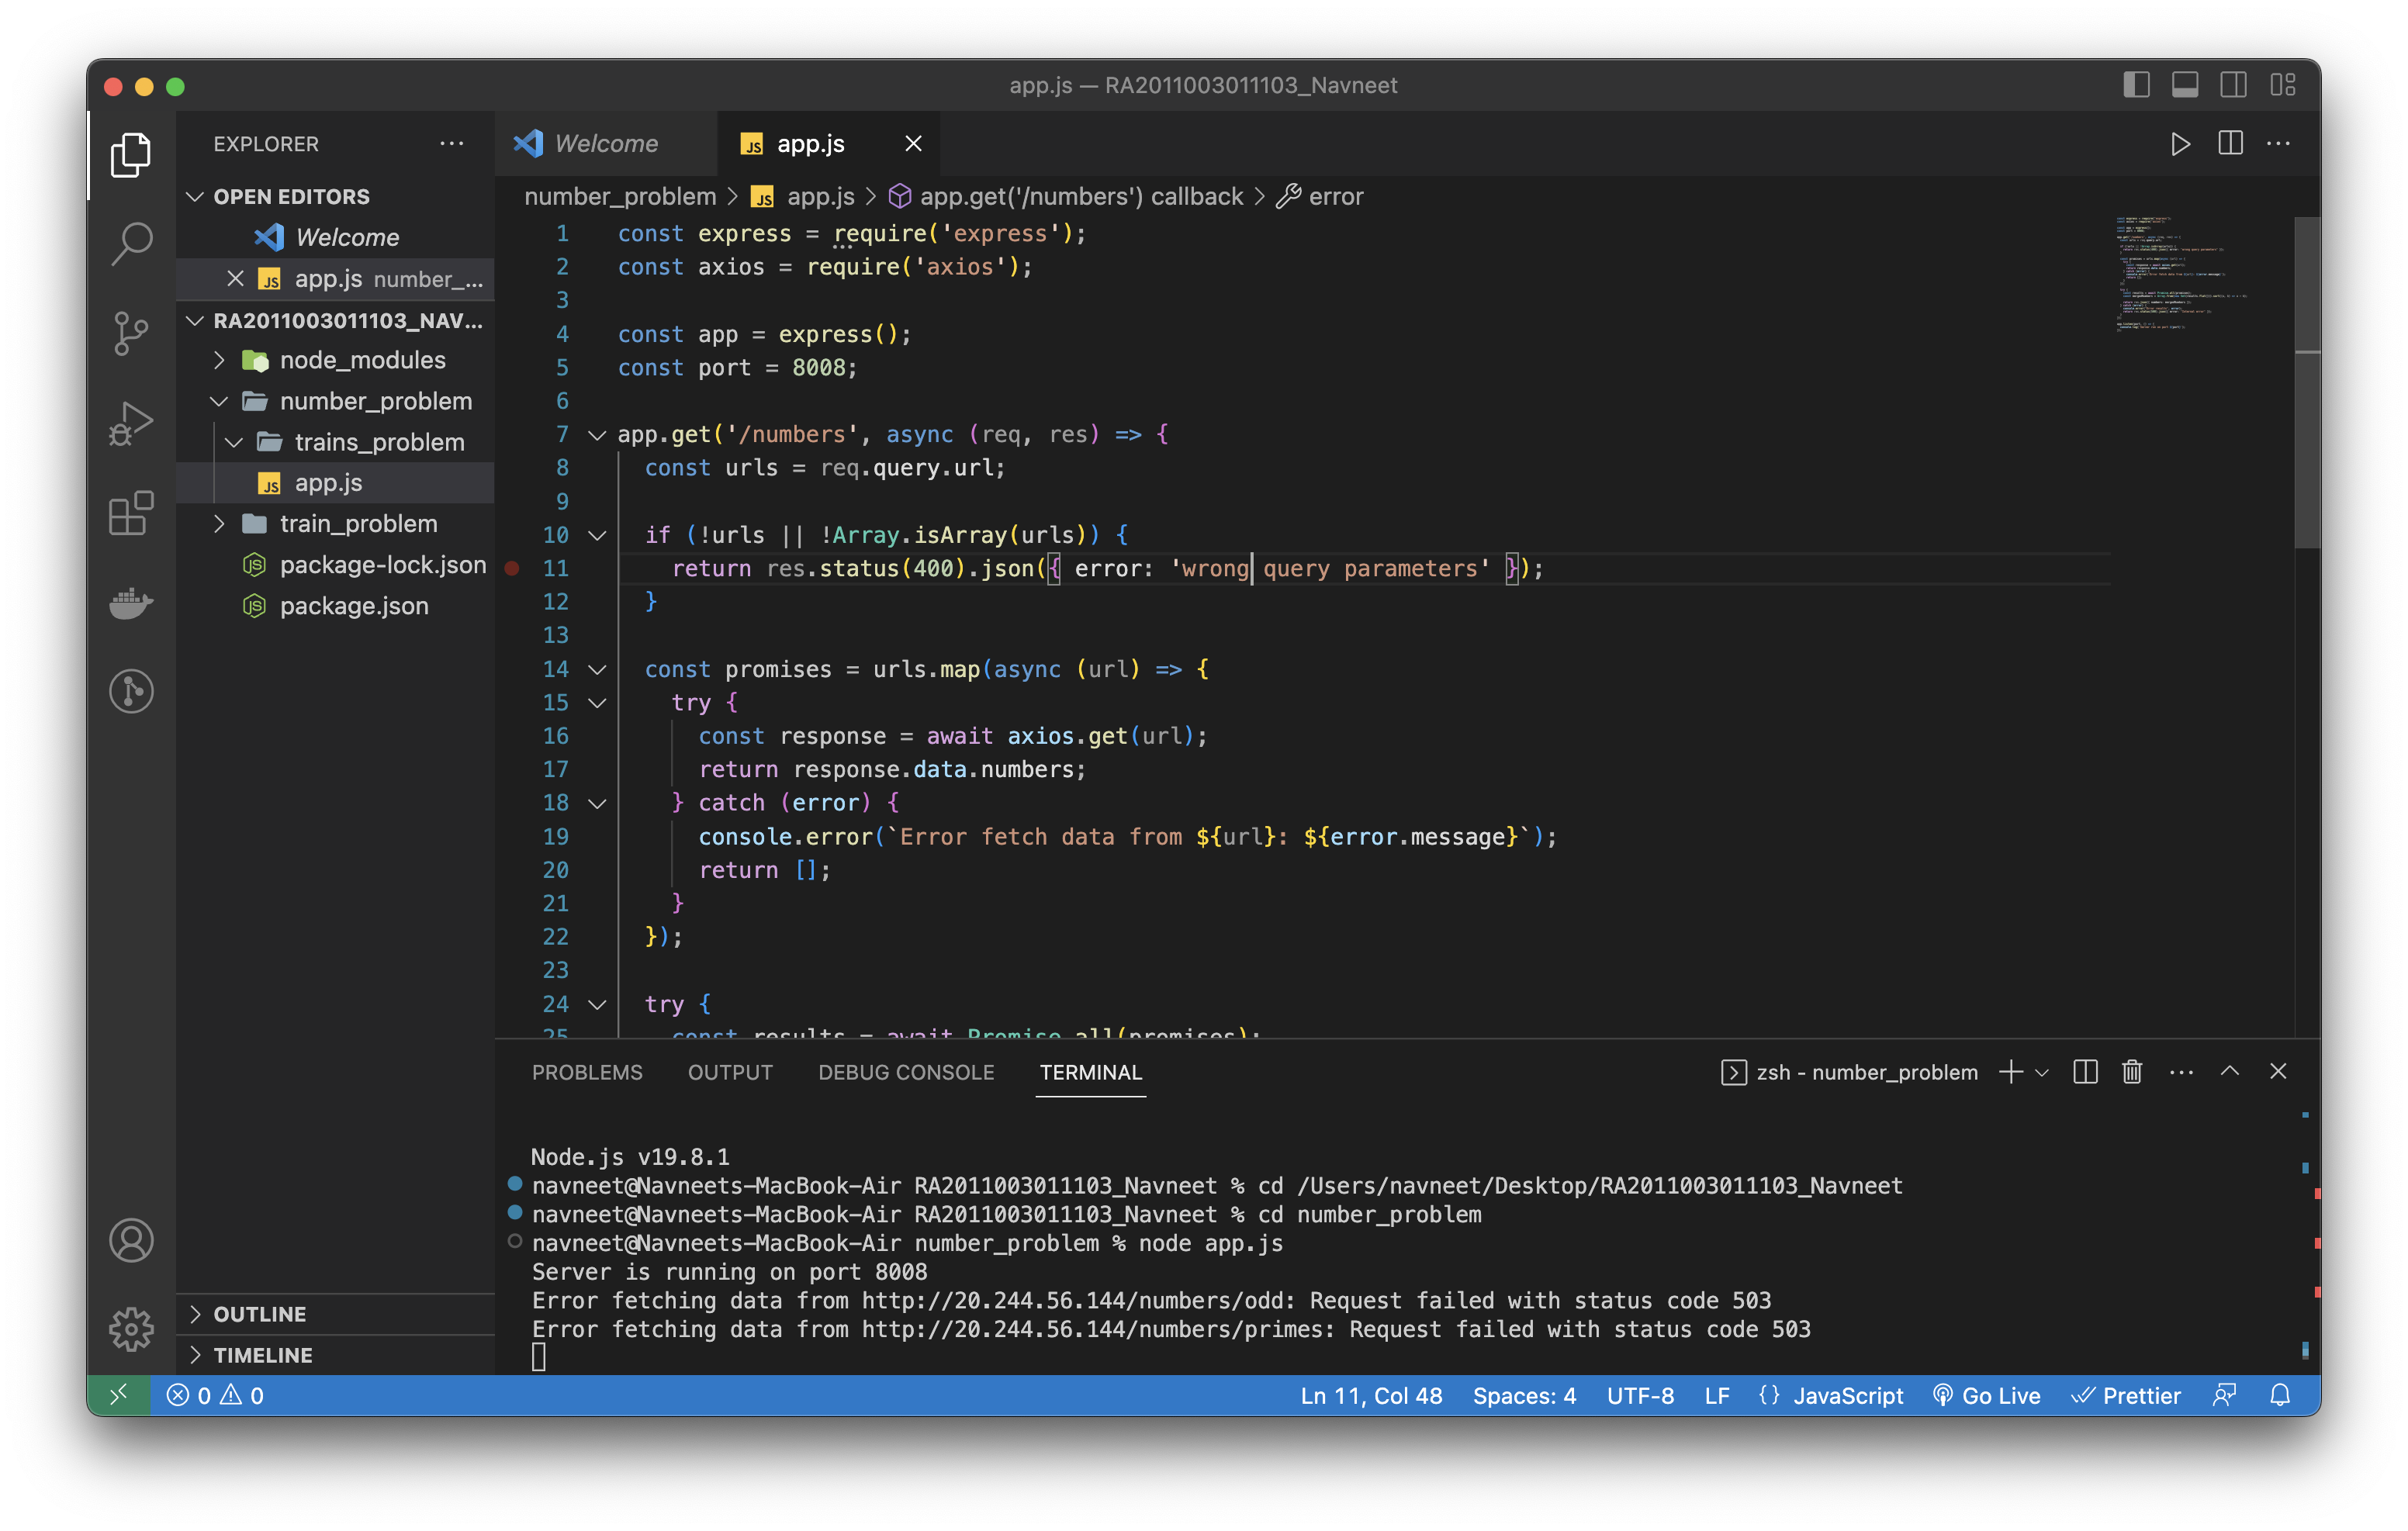 app.js — RA2011003011103_Navneet
EXPLORER
OPEN EDITORS
Welcome
app.js number_...
RA2011003011103_NAV...
node_modules
number_problem
trains_problem
app.js
train_problem
package-lock.json
package.json
OUTLINE
TIMELINE
Welcome
app.js
number_problem > app.js > app.get('/numbers') callback > error
1 const express = require('express');
2 const axios = require('axios');
3
4 const app = express();
5 const port = 8008;
6
7 app.get('/numbers', async (req, res) => {
8 const urls = req.query.url;
9
10 if (!urls || !Array.isArray(urls)) {
11 return res.status(400).json({ error: 'wrong query parameters' });
12 }
13
14 const promises = urls.map(async (url) => {
15 try {
16 const response = await axios.get(url);
17 return response.data.numbers;
18 } catch (error) {
19 console.error(`Error fetch data from ${url}: ${error.message}`);
20 return [];
21 }
22 });
23
24 try {
25 const results = await Promise.all(promises);
PROBLEMS OUTPUT DEBUG CONSOLE TERMINAL
zsh - number_problem
Node.js v19.8.1
navneet@Navneets-MacBook-Air RA2011003011103_Navneet % cd /Users/navneet/Desktop/RA2011003011103_Navneet
navneet@Navneets-MacBook-Air RA2011003011103_Navneet % cd number_problem
navneet@Navneets-MacBook-Air number_problem % node app.js
Server is running on port 8008
Error fetching data from http://20.244.56.144/numbers/odd: Request failed with status code 503
Error fetching data from http://20.244.56.144/numbers/primes: Request failed with status code 503
0 0
Ln 11, Col 48 Spaces: 4 UTF-8 LF {} JavaScript Go Live Prettier